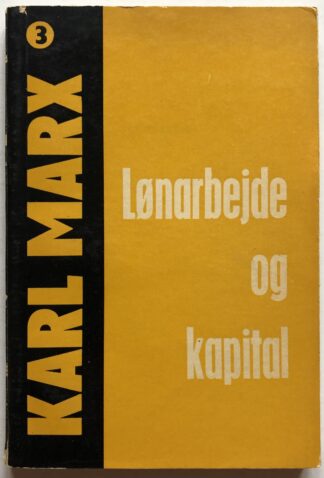 3
KARL MARX
Lønarbejde
og
kapital